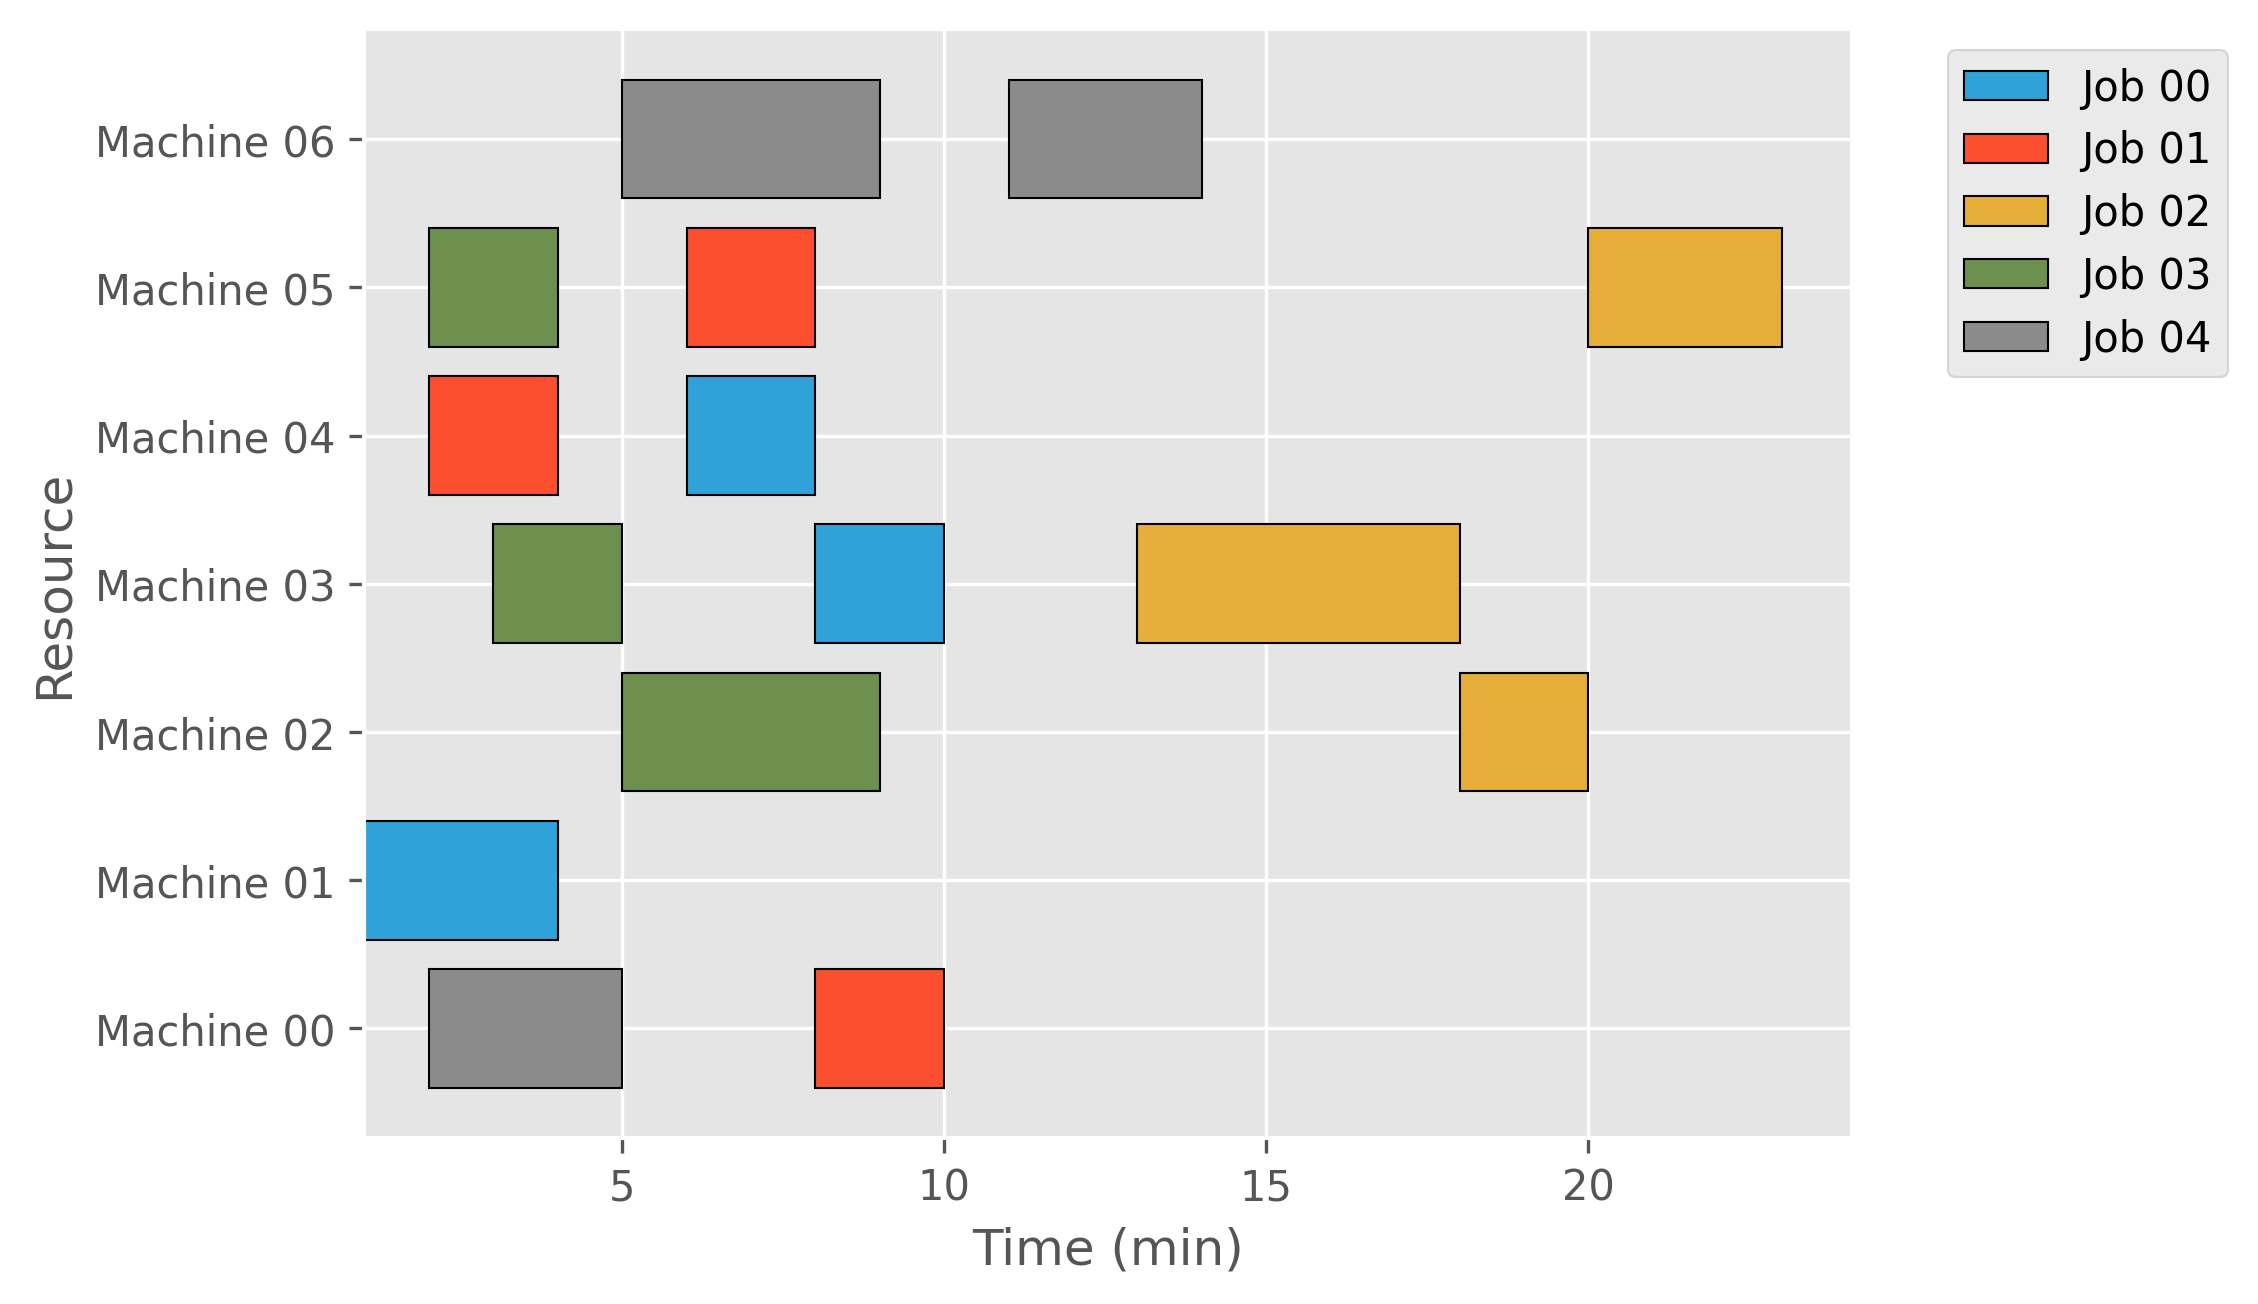 Machine 06
Machine 05
Machine 04
Machine 03
Machine 02
Machine 01
Machine 00
Resource
5 10 15 20
Time (min)
Job 00
Job 01
Job 02
Job 03
Job 04